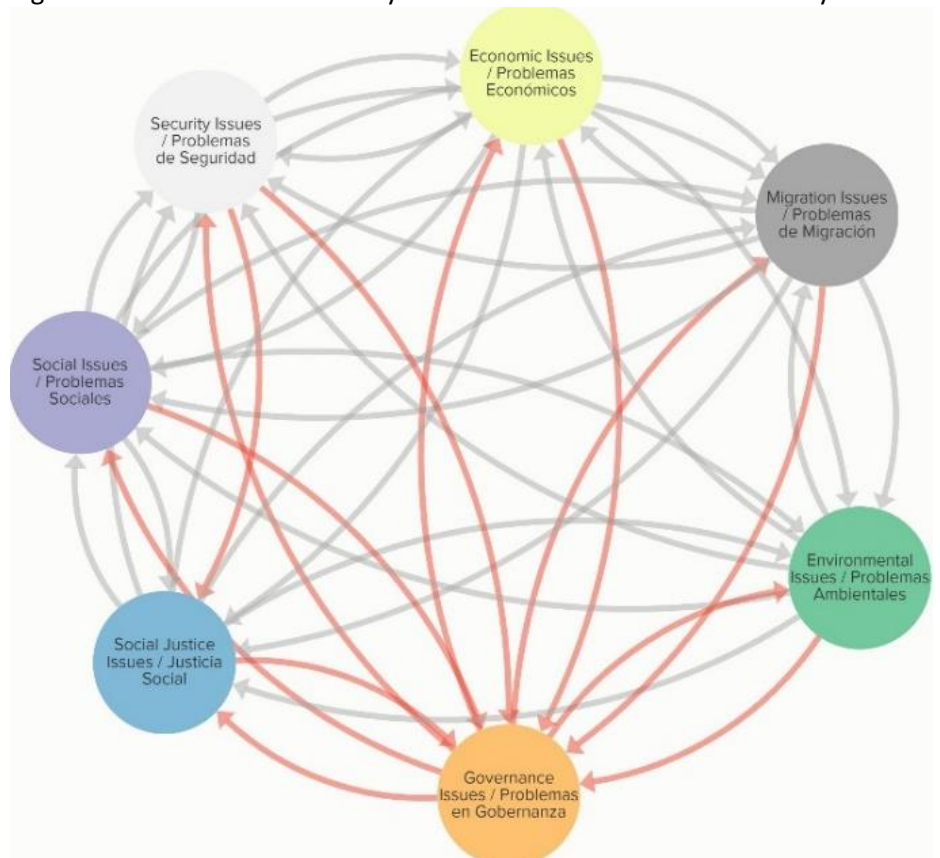 Economic Issues
/ Problemas
Económicos
Security Issues
/ Problemas
de Seguridad
Migration Issues
/ Problemas
de Migración
Social Issues
/ Problemas
Sociales
Environmental
Issues / Problemas
Ambientales
Social Justice
Issues / Justicia
Social
Governance
Issues / Problemas
en Gobernanza